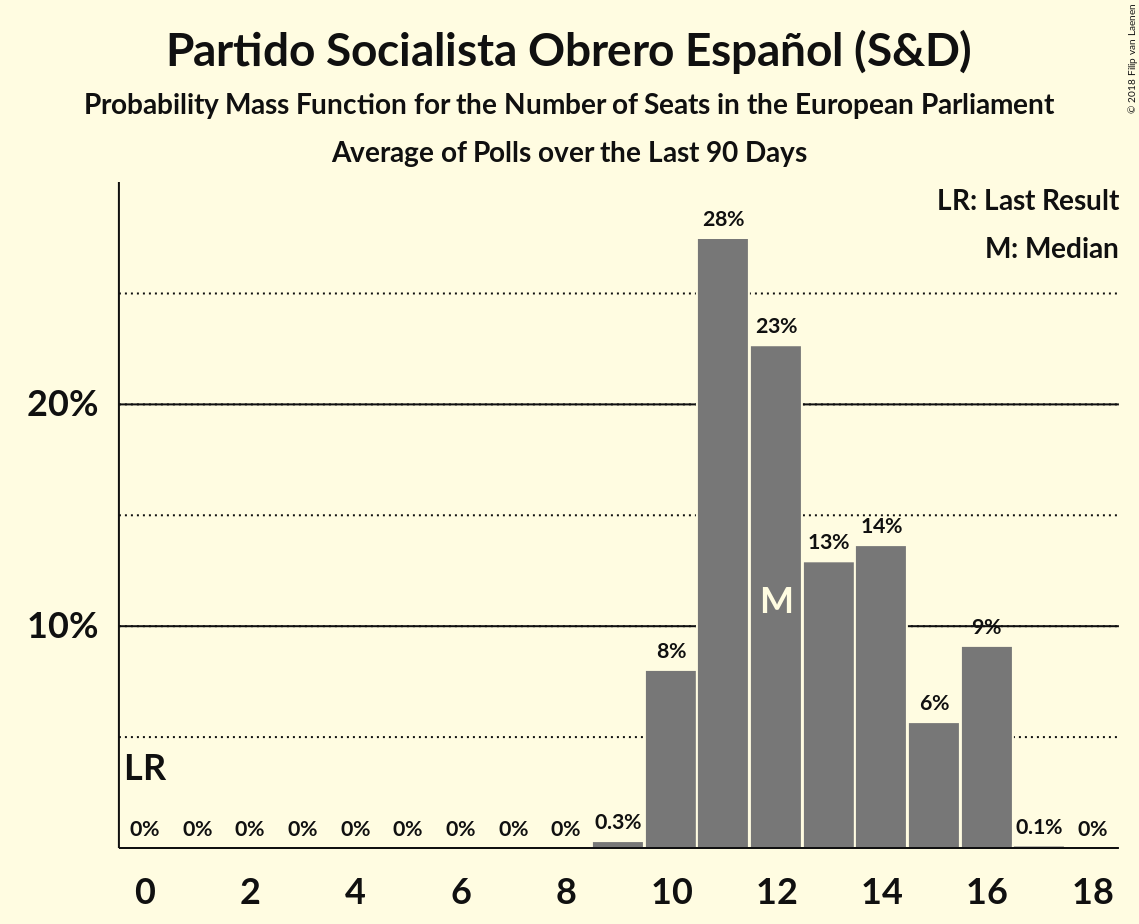 Partido Socialista Obrero Español (S&D)
Probability Mass Function for the Number of Seats in the European Parliament
Average of Polls over the Last 90 Days
© 2018 Filip van Laenen
LR: Last Result
M: Median
28%
23%
20%
14%
13%
M
10%
9%
8%
6%
LR
0% 0% 0% 0% 0% 0% 0% 0% 0% 0.3% 0.1% 0%
0 2 4 6 8 10 12 14 16 18